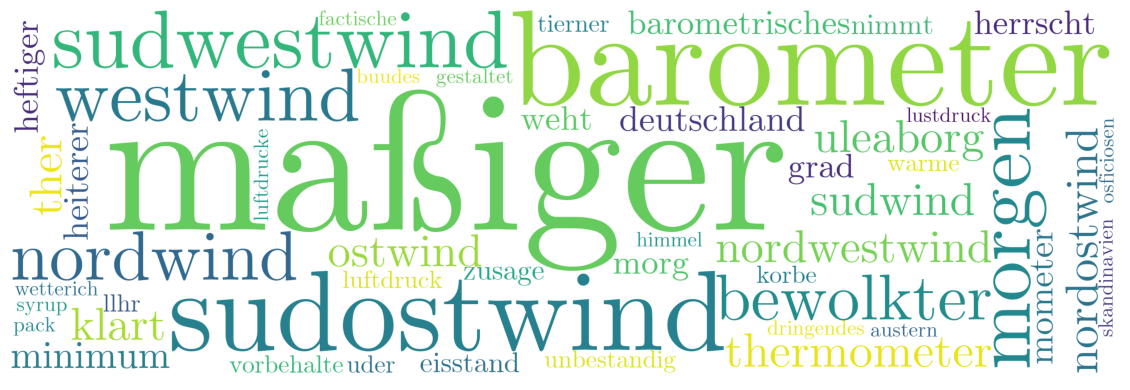 factische
tierner
barometrisches
nimmt
herrscht
heftiger
sudwestwind
barometer
buudes
gestaltet
westwind
weht
deutschland
lustdruck
maßiger
uleaborg
ther
heiterer
luftdrucke
grad
warme
morgen
nordostwind
osficiosen
sudwind
himmel
nordwind
ostwind
morg
nordwestwind
mometer
skandinavien
zusage
luftdruck
korbe
wetterich
sudostwind
bewolkter
syrup
llhr
pack
klart
dringendes
austern
minimum
vorbehalte
uder
eisstand
unbestandig
thermometer